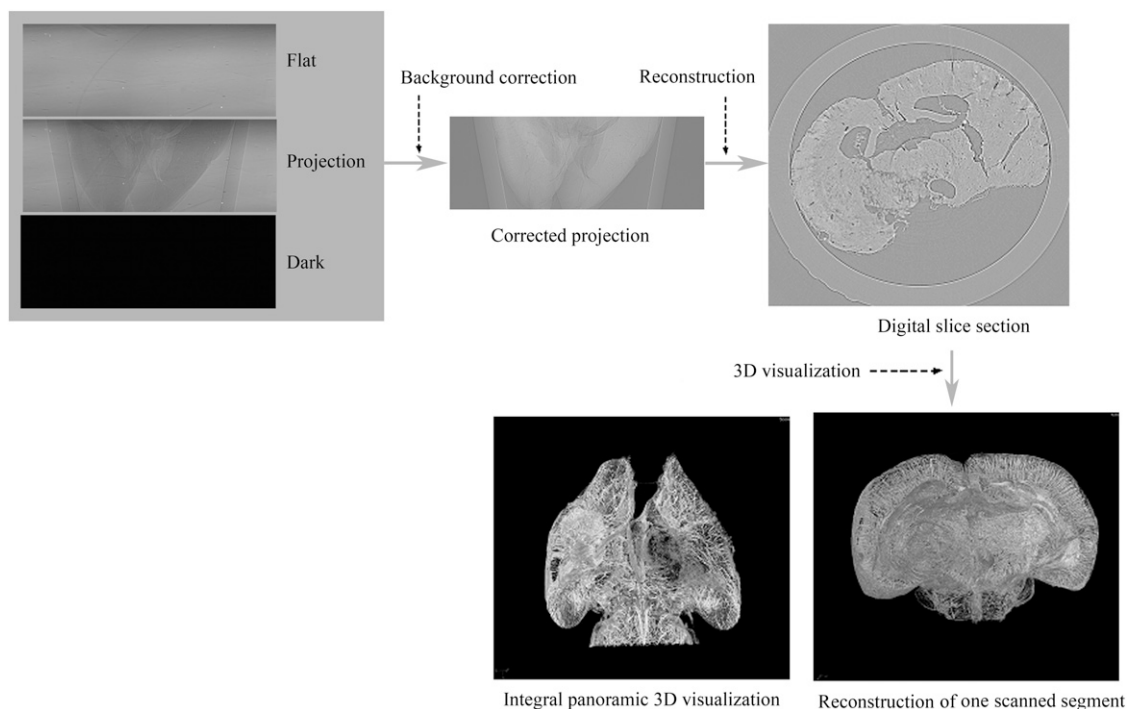 Flat
Projection
Dark
Background correction
Corrected projection
Reconstruction
Digital slice section
3D visualization
Integral panoramic 3D visualization
Reconstruction of one scanned segment